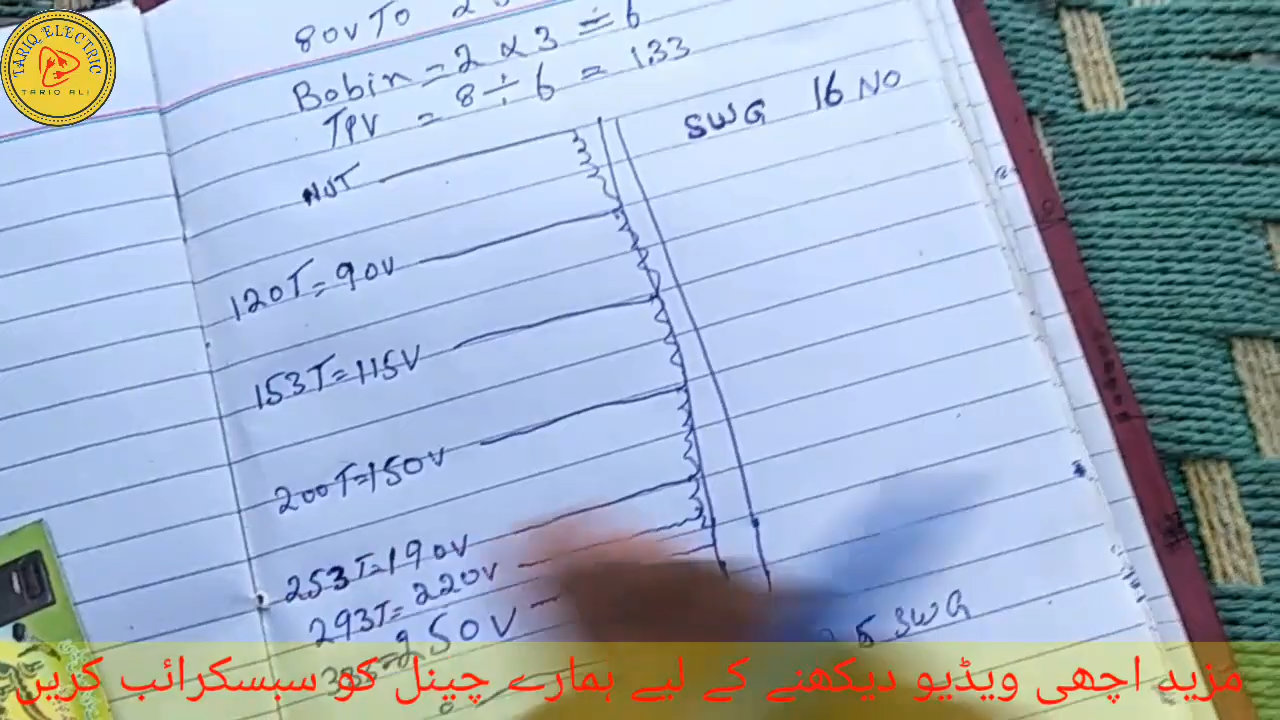 TARIQ ELECTRIC
TARIQ ALI
80V TO
Bobin = 2 x 3 = 6
TPV = 8 ÷ 6 = 1.33
SWG 16 NO
NUT
120T = 90V
153T = 115V
200T = 150V
253T = 190V
293T = 220V
250V
SWG
مزید اچھی ویڈیو دیکھنے کے لیے ہمارے چینل کو سبسکرائب کریں